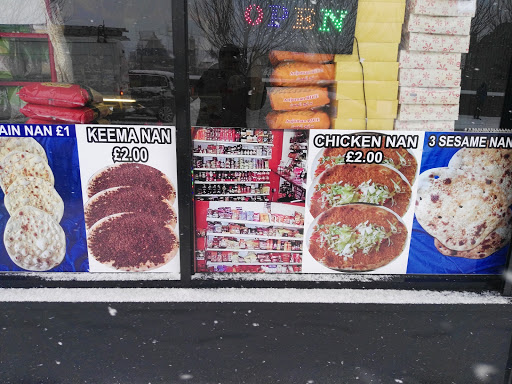 OPEN
AIN NAN £1
KEEMA NAN
£2.00
CHICKEN NAN
£2.00
3 SESAME NAN